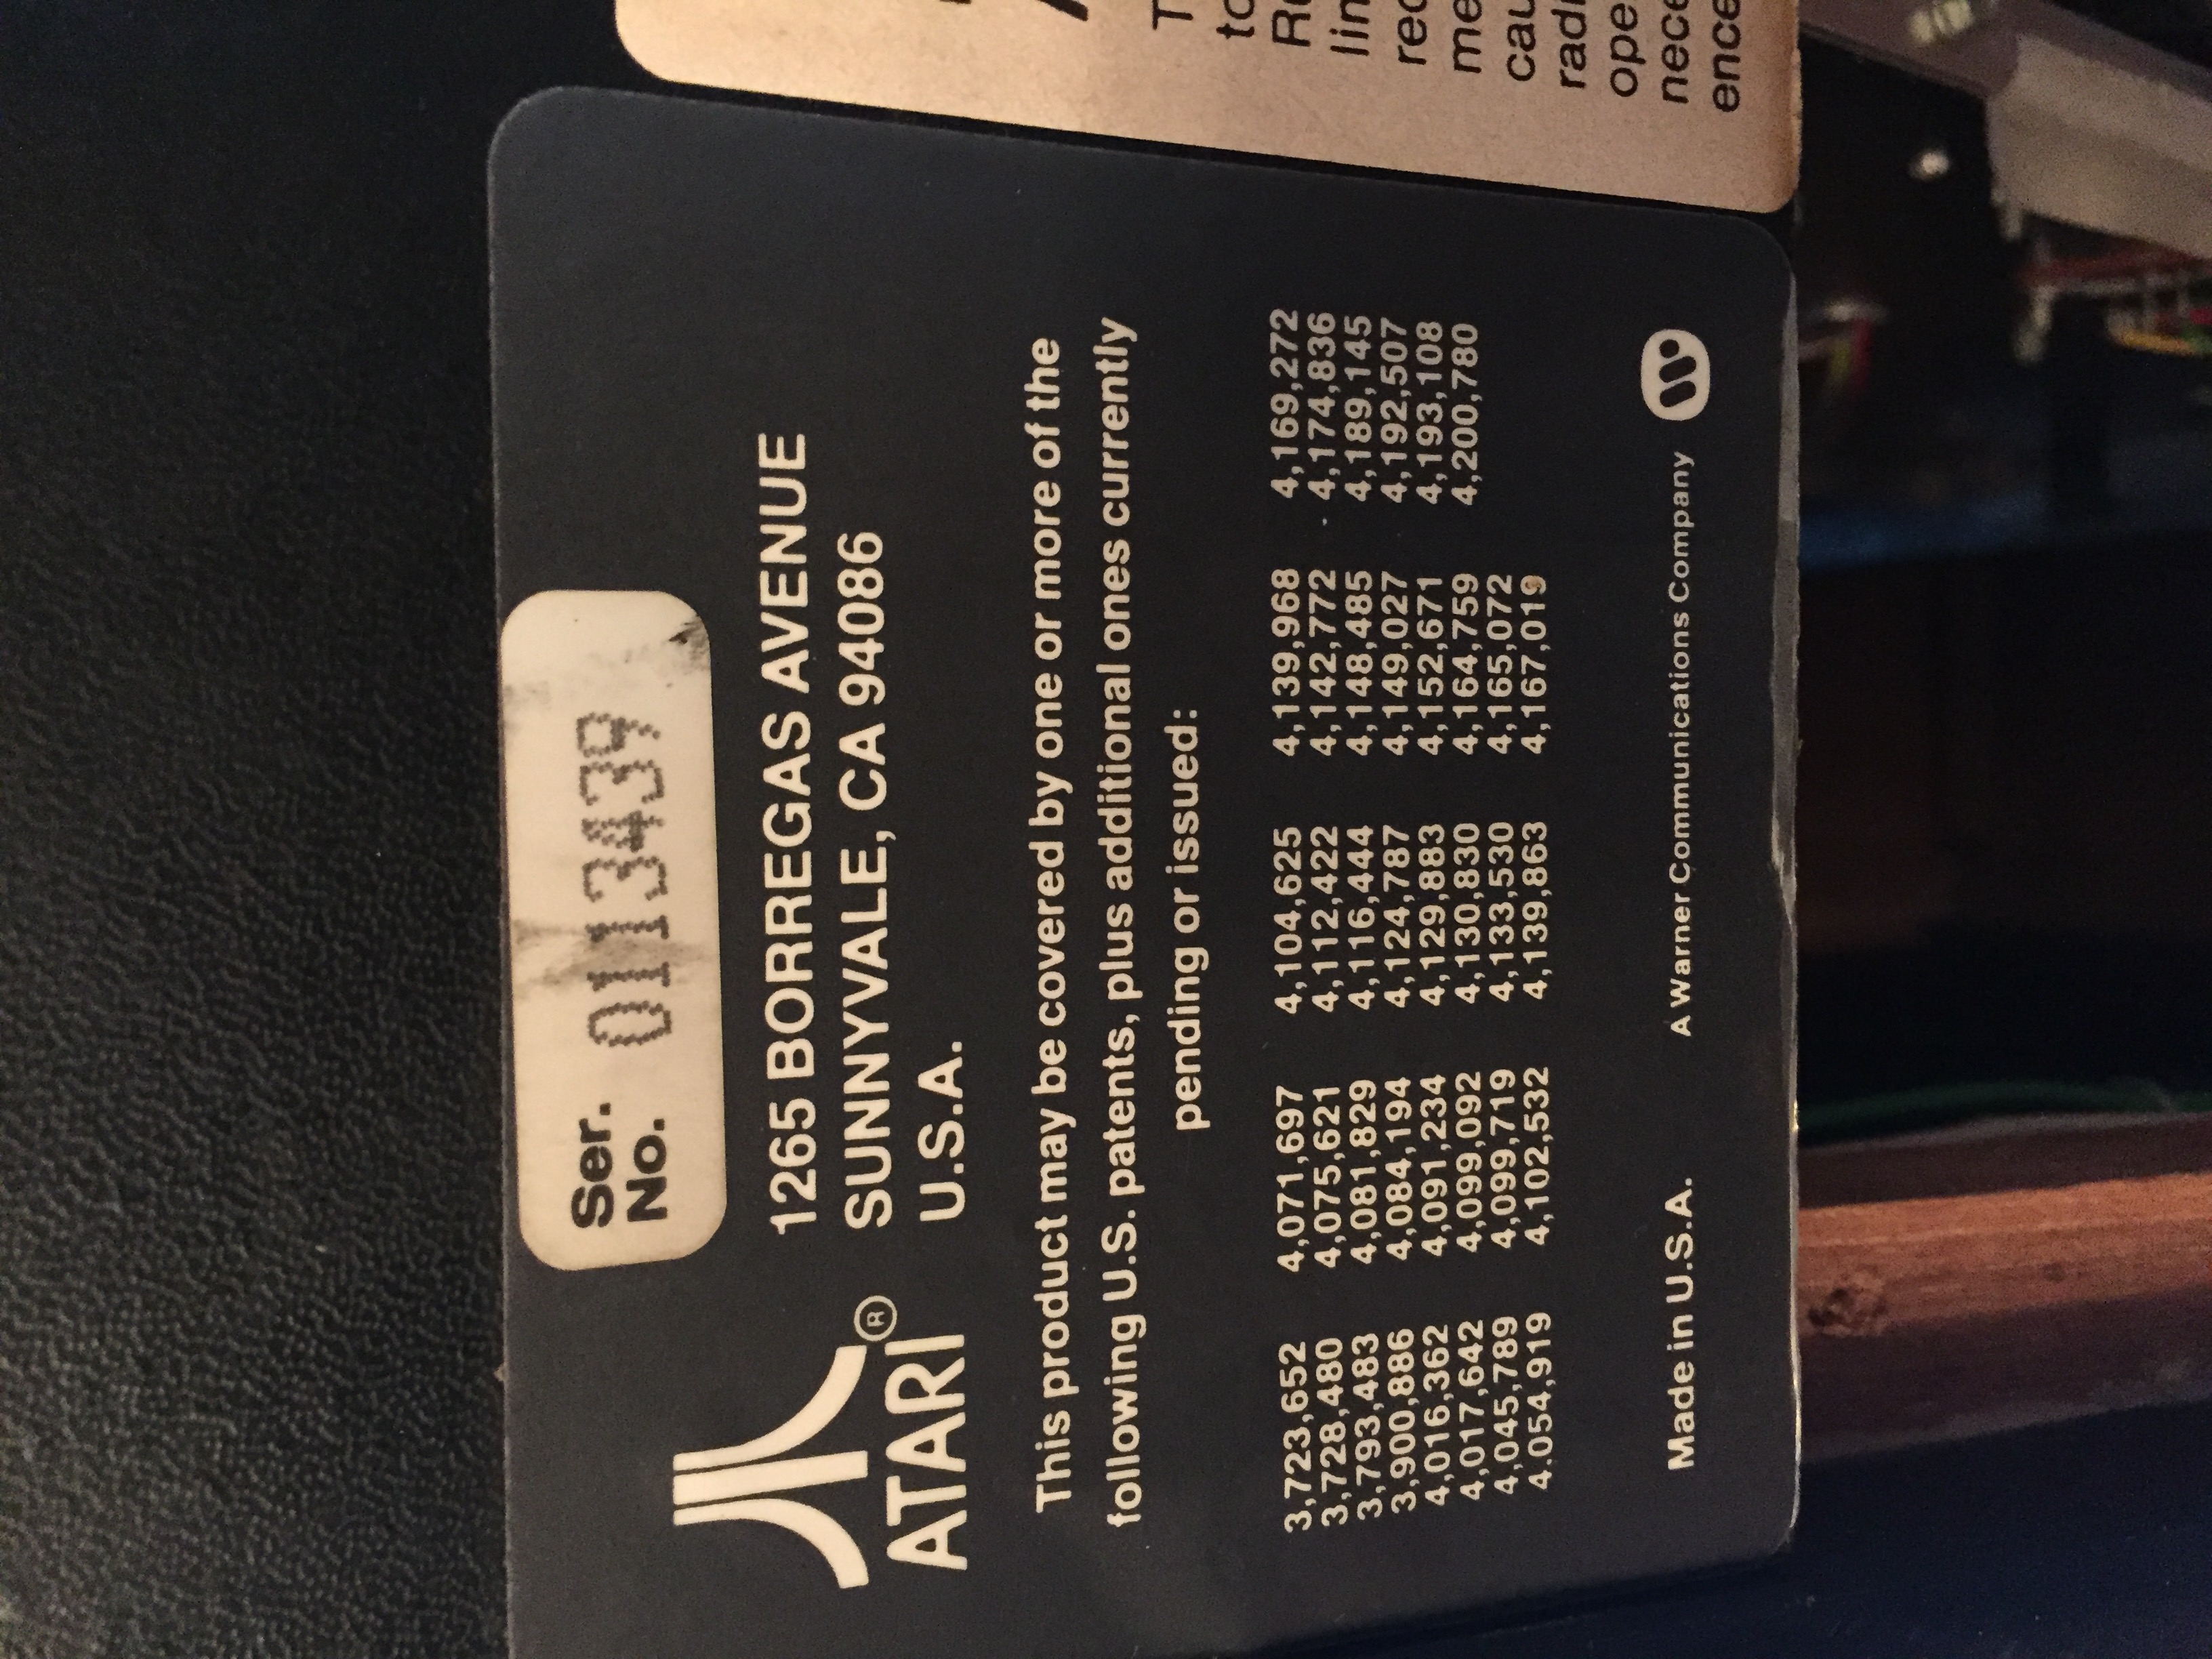 Ser.
No. 0113439
ATARI®
1265 BORREGAS AVENUE
SUNNYVALE, CA 94086
U.S.A.
This product may be covered by one or more of the
following U.S. patents, plus additional ones currently
pending or issued:
3,723,652 4,071,697 4,104,625 4,139,968 4,169,272
3,728,480 4,075,621 4,112,422 4,142,772 4,174,836
3,793,483 4,081,829 4,116,444 4,148,485 4,189,145
3,900,886 4,084,194 4,124,787 4,149,027 4,192,507
4,016,362 4,091,234 4,129,883 4,152,671 4,193,108
4,017,642 4,099,092 4,130,830 4,164,759 4,200,780
4,045,789 4,099,719 4,133,530 4,165,072
4,054,919 4,102,532 4,139,863 4,167,019
Made in U.S.A. A Warner Communications Company